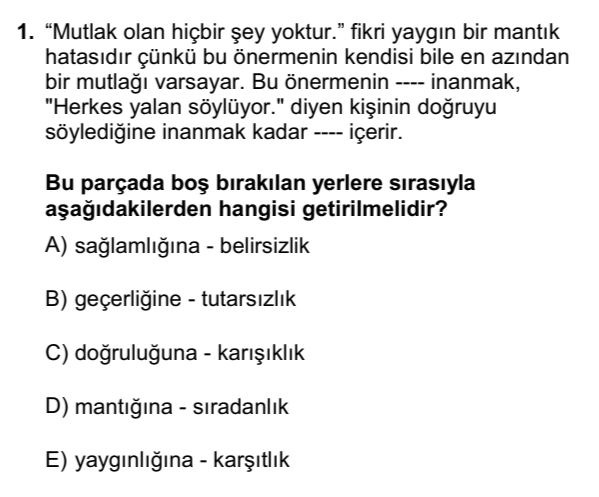 1. “Mutlak olan hiçbir şey yoktur.” fikri yaygın bir mantık
hatasıdır çünkü bu önermenin kendisi bile en azından
bir mutlağı varsayar. Bu önermenin ---- inanmak,
"Herkes yalan söylüyor." diyen kişinin doğruyu
söylediğine inanmak kadar ---- içerir.
Bu parçada boş bırakılan yerlere sırasıyla
aşağıdakilerden hangisi getirilmelidir?
A) sağlamlığına - belirsizlik
B) geçerliğine - tutarsızlık
C) doğruluğuna - karışıklık
D) mantığına - sıradanlık
E) yaygınlığına - karşıtlık